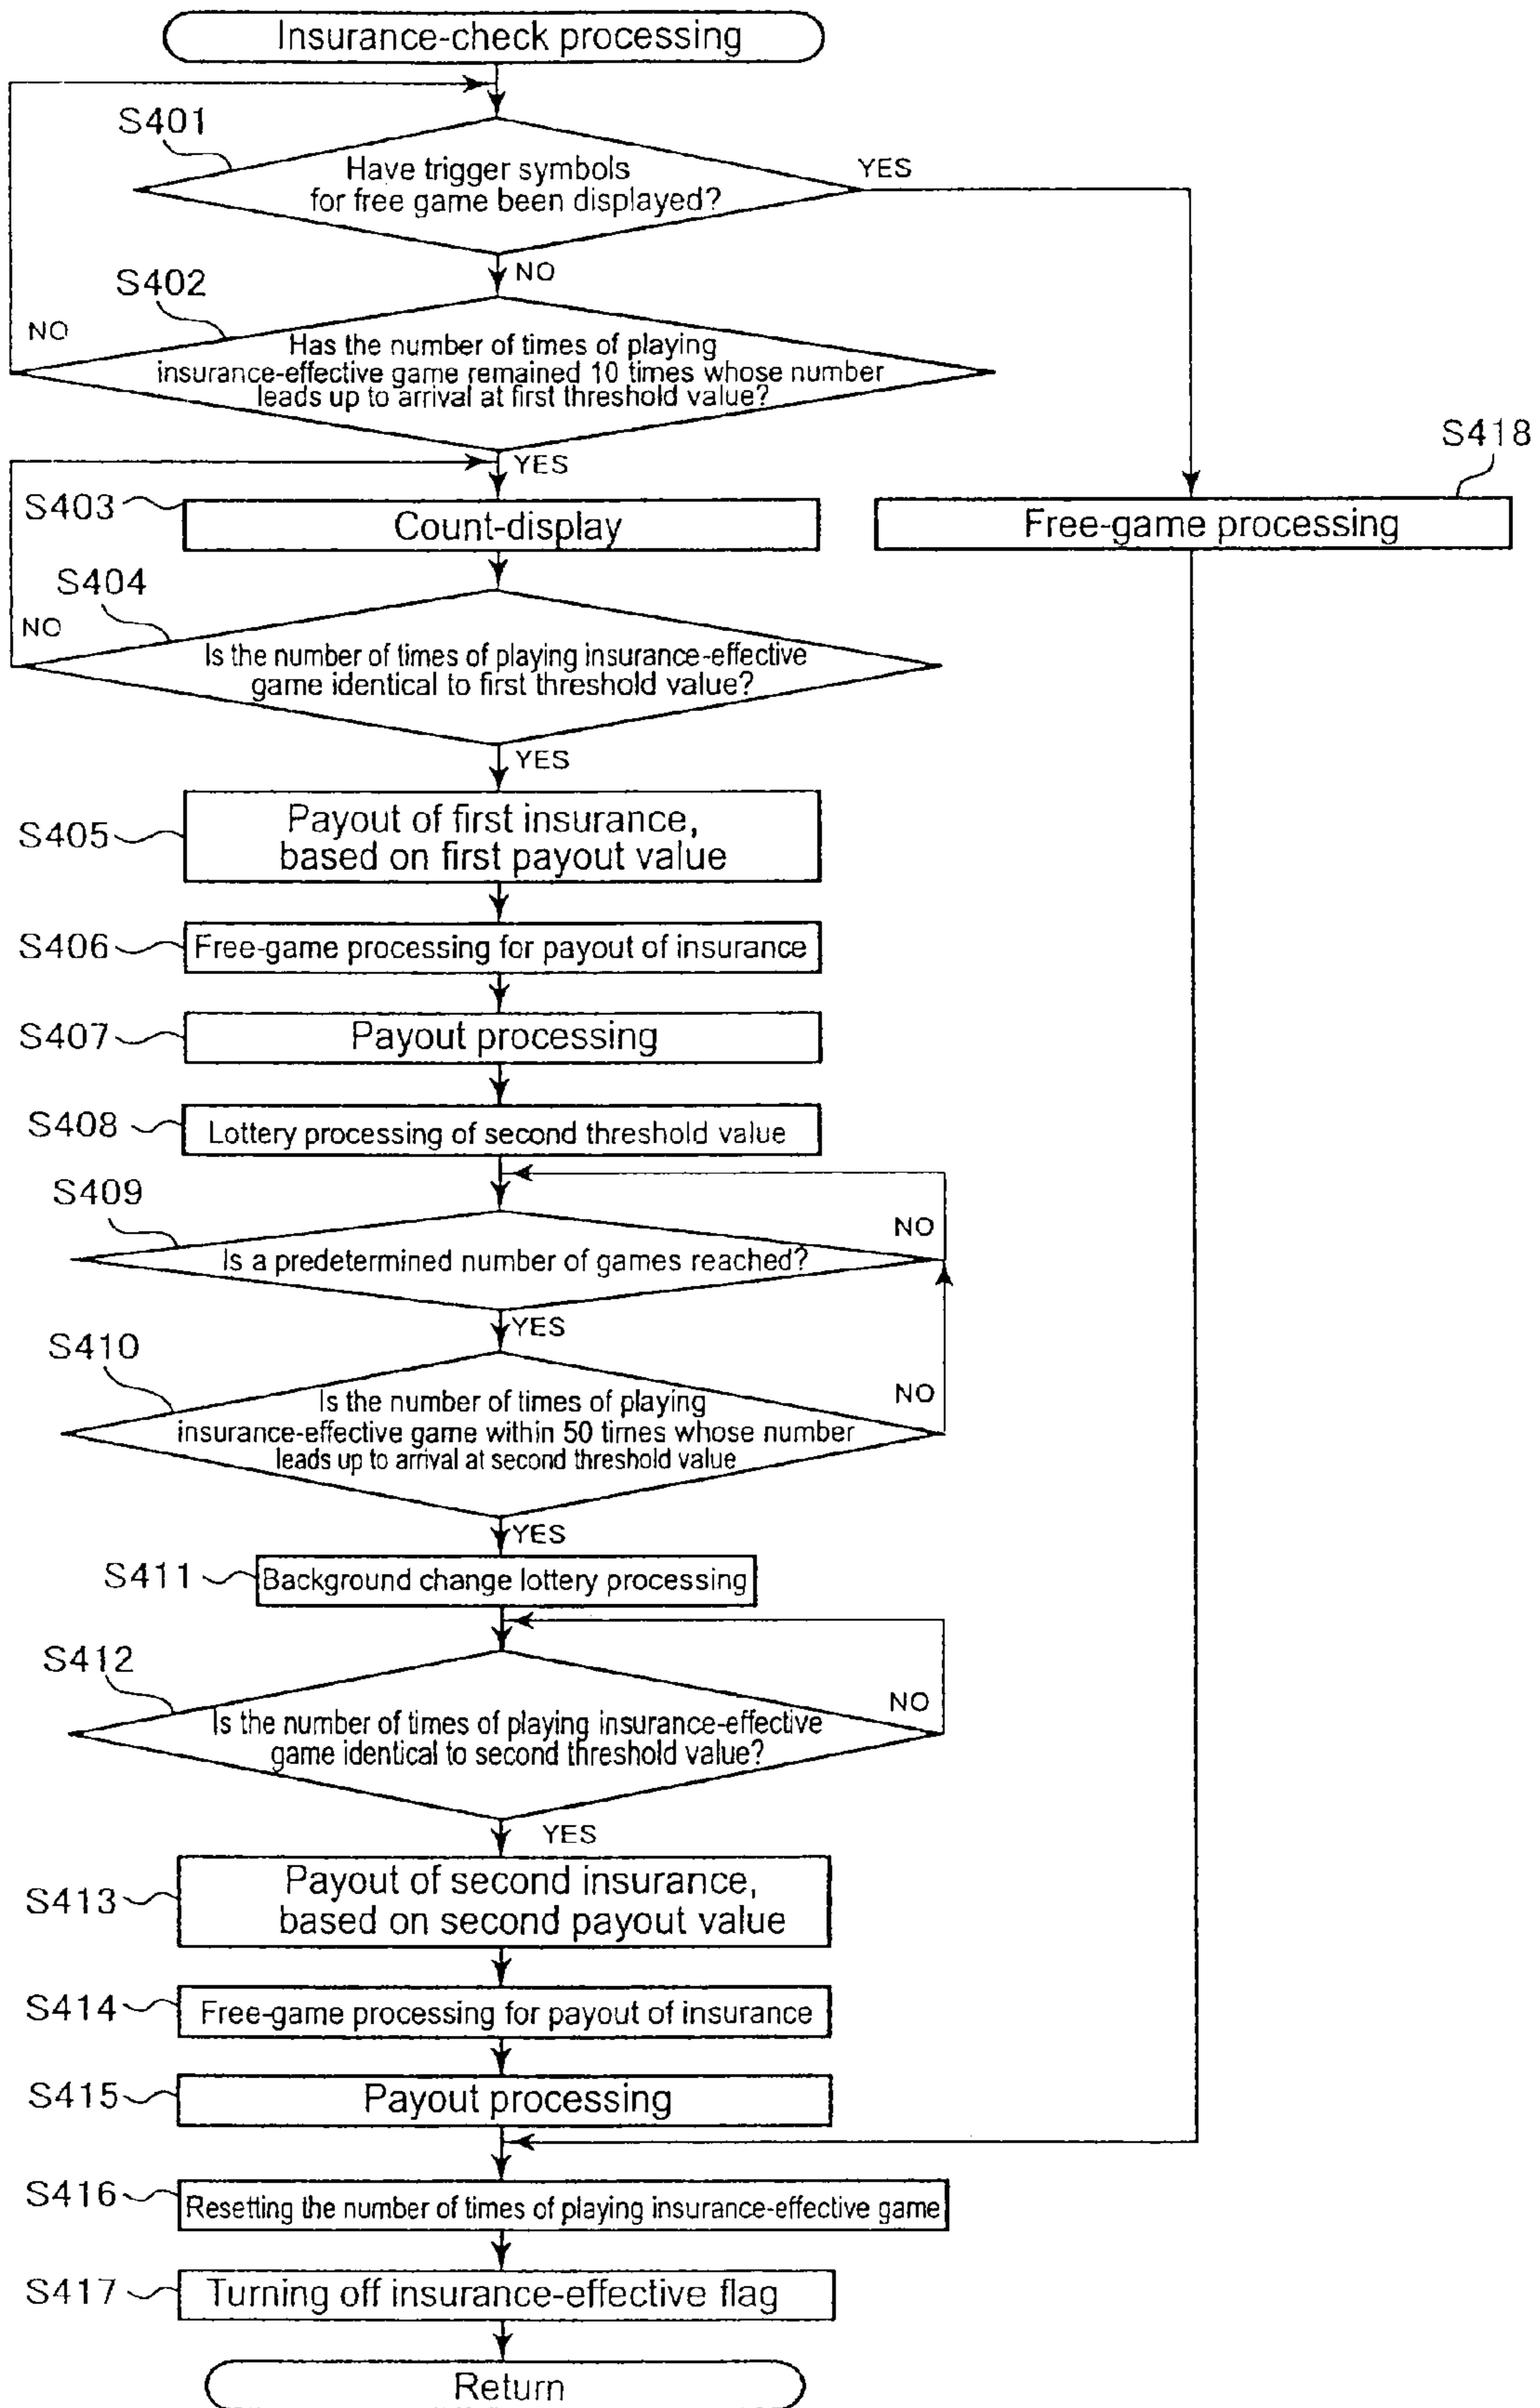 Insurance-check processing
S401
Have trigger symbols
for free game been displayed?
YES
NO
S402
NO
Has the number of times of playing
insurance-effective game remained 10 times whose number
leads up to arrival at first threshold value?
YES
S418
Free-game processing
S403
Count-display
S404
NO
Is the number of times of playing insurance-effective
game identical to first threshold value?
YES
S405
Payout of first insurance,
based on first payout value
S406
Free-game processing for payout of insurance
S407
Payout processing
S408
Lottery processing of second threshold value
S409
NO
Is a predetermined number of games reached?
YES
S410
NO
Is the number of times of playing
insurance-effective game within 50 times whose number
leads up to arrival at second threshold value
YES
S411
Background change lottery processing
S412
NO
Is the number of times of playing insurance-effective
game identical to second threshold value?
YES
S413
Payout of second insurance,
based on second payout value
S414
Free-game processing for payout of insurance
S415
Payout processing
S416
Resetting the number of times of playing insurance-effective game
S417
Turning off insurance-effective flag
Return